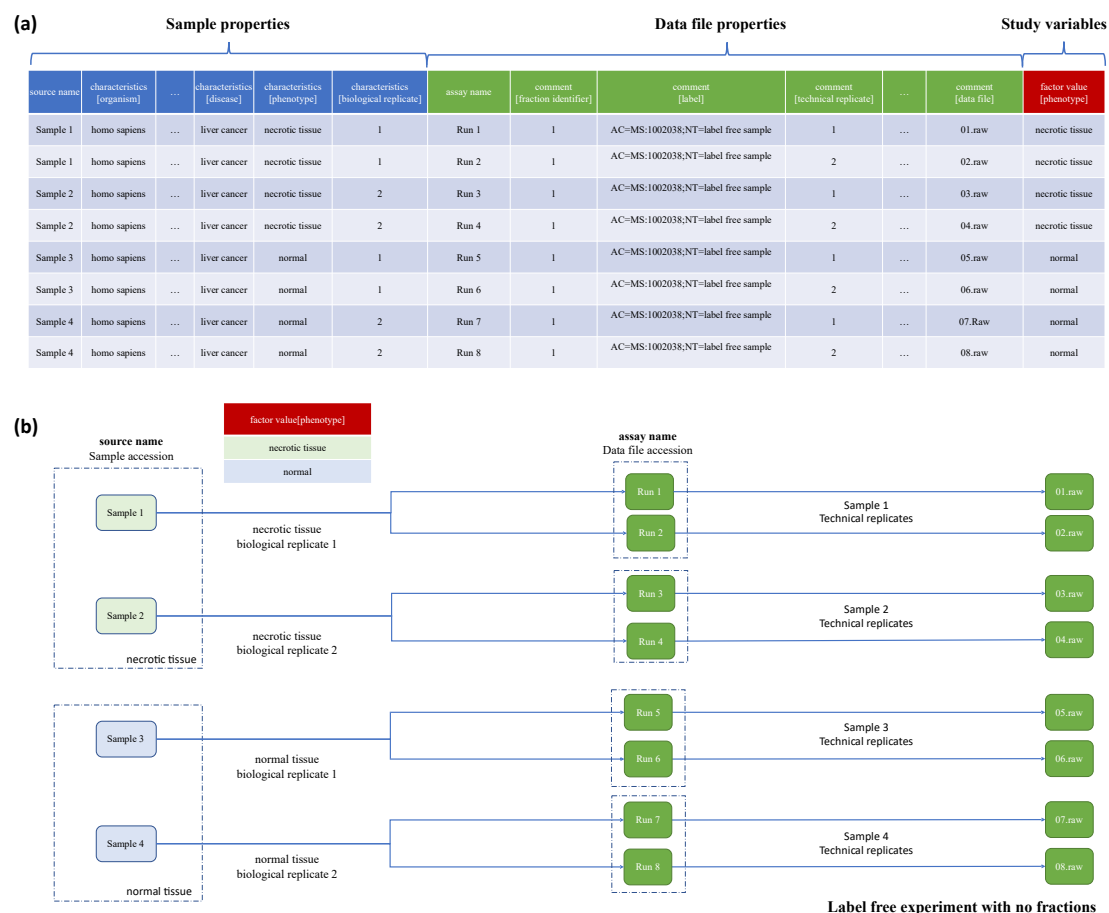 (a)
Sample properties
Data file properties
Study variables
source name
characteristics
[organism]
...
characteristics
[disease]
characteristics
[phenotype]
characteristics
[biological replicate]
assay name
comment
[fraction identifier]
comment
[label]
comment
[technical replicate]
...
comment
[data file]
factor value
[phenotype]
Sample 1 homo sapiens ... liver cancer necrotic tissue 1 Run 1 1 AC=MS:1002038;NT=label free sample 1 ... 01.raw necrotic tissue
Sample 1 homo sapiens ... liver cancer necrotic tissue 1 Run 2 1 AC=MS:1002038;NT=label free sample 2 ... 02.raw necrotic tissue
Sample 2 homo sapiens ... liver cancer necrotic tissue 2 Run 3 1 AC=MS:1002038;NT=label free sample 1 ... 03.raw necrotic tissue
Sample 2 homo sapiens ... liver cancer necrotic tissue 2 Run 4 1 AC=MS:1002038;NT=label free sample 2 ... 04.raw necrotic tissue
Sample 3 homo sapiens ... liver cancer normal 1 Run 5 1 AC=MS:1002038;NT=label free sample 1 ... 05.raw normal
Sample 3 homo sapiens ... liver cancer normal 1 Run 6 1 AC=MS:1002038;NT=label free sample 2 ... 06.raw normal
Sample 4 homo sapiens ... liver cancer normal 2 Run 7 1 AC=MS:1002038;NT=label free sample 1 ... 07.Raw normal
Sample 4 homo sapiens ... liver cancer normal 2 Run 8 1 AC=MS:1002038;NT=label free sample 2 ... 08.raw normal
(b)
factor value[phenotype]
necrotic tissue
normal
source name
Sample accession
assay name
Data file accession
Sample 1
necrotic tissue
biological replicate 1
Run 1
Run 2
Sample 1
Technical replicates
01.raw
02.raw
Sample 2
necrotic tissue
necrotic tissue
biological replicate 2
Run 3
Run 4
Sample 2
Technical replicates
03.raw
04.raw
Sample 3
normal tissue
biological replicate 1
Run 5
Run 6
Sample 3
Technical replicates
05.raw
06.raw
Sample 4
normal tissue
normal tissue
biological replicate 2
Run 7
Run 8
Sample 4
Technical replicates
07.raw
08.raw
Label free experiment with no fractions